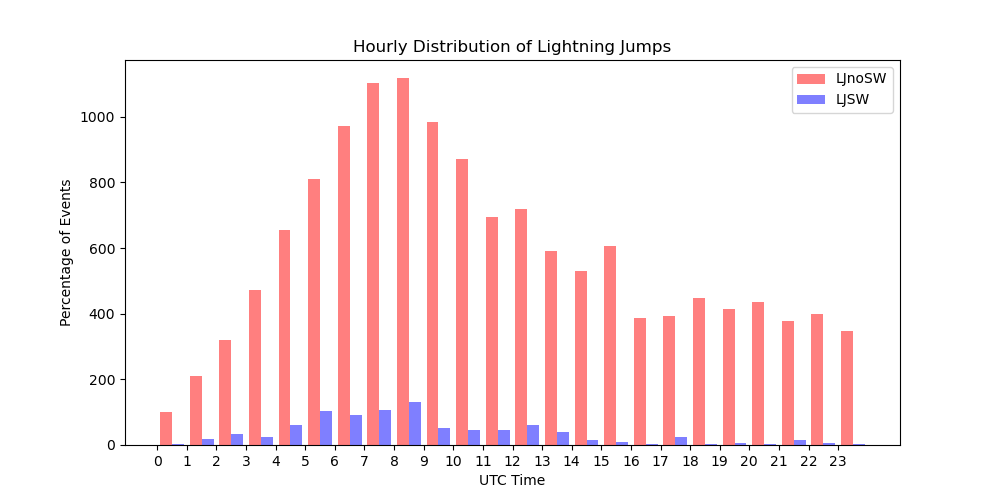 Hourly Distribution of Lightning Jumps
LJnoSW
LJSW
Percentage of Events
1000
800
600
400
200
0
0 1 2 3 4 5 6 7 8 9 10 11 12 13 14 15 16 17 18 19 20 21 22 23
UTC Time